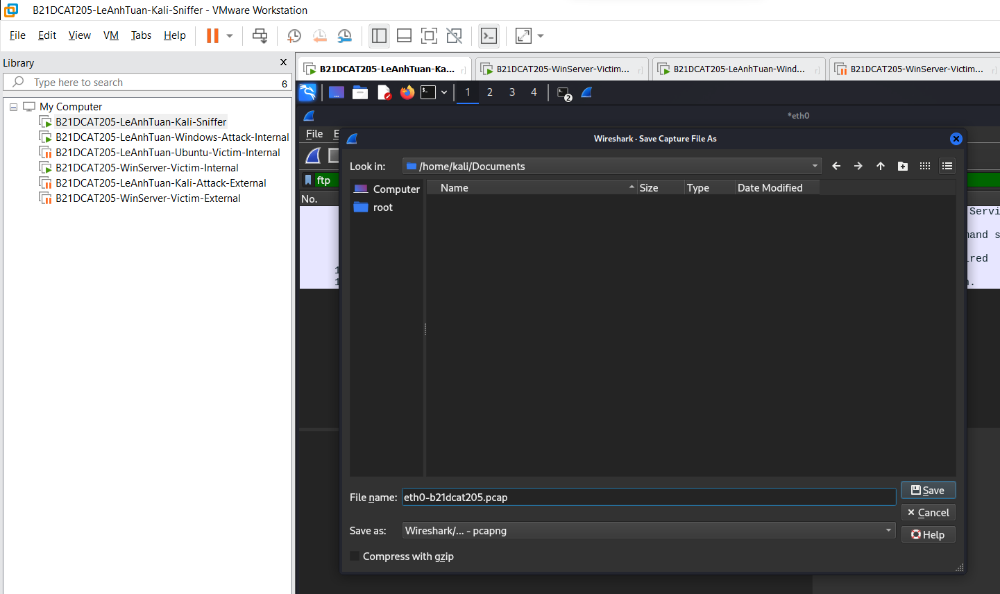 B21DCAT205-LeAnhTuan-Kali-Sniffer - VMware Workstation
File Edit View VM Tabs Help
Library
Type here to search 6
My Computer
B21DCAT205-LeAnhTuan-Kali-Sniffer
B21DCAT205-LeAnhTuan-Windows-Attack-Internal
B21DCAT205-LeAnhTuan-Ubuntu-Victim-Internal
B21DCAT205-WinServer-Victim-Internal
B21DCAT205-LeAnhTuan-Kali-Attack-External
B21DCAT205-WinServer-Victim-External
B21DCAT205-LeAnhTuan-Ka... B21DCAT205-WinServer-Victim... B21DCAT205-LeAnhTuan-Wind... B21DCAT205-WinServer-Victim...
1 2 3 4 2
*eth0
File
Wireshark · Save Capture File As
Look in: /home/kali/Documents
ftp
No.
Computer
root
Name Size Type Date Modified
Servi
mand s
ired
File name: eth0-b21dcat205.pcap
Save
Cancel
Save as: Wireshark/... - pcapng
Help
Compress with gzip